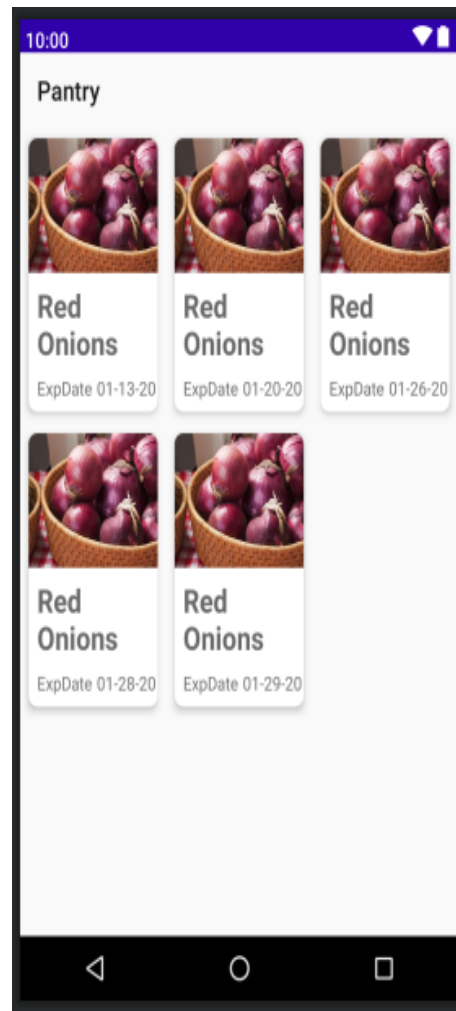 10:00
Pantry
Red
Onions
ExpDate 01-13-20
Red
Onions
ExpDate 01-20-20
Red
Onions
ExpDate 01-26-20
Red
Onions
ExpDate 01-28-20
Red
Onions
ExpDate 01-29-20